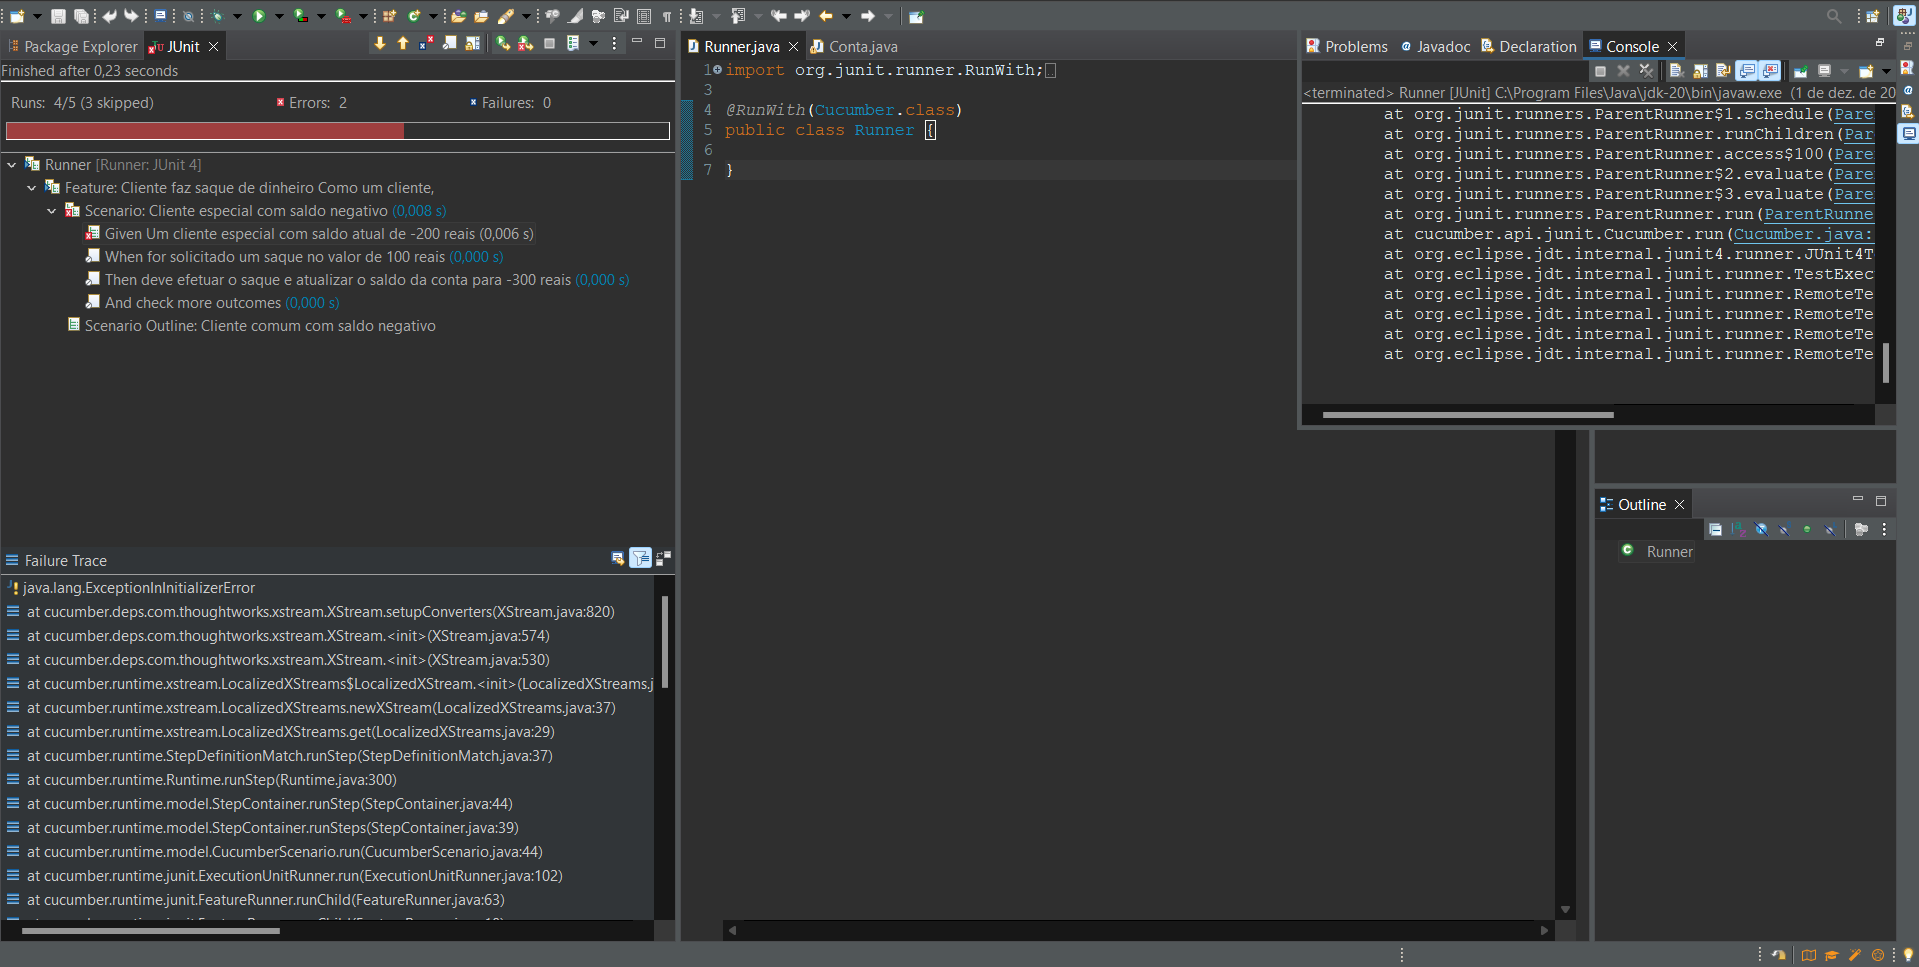 Package Explorer
JUnit
Finished after 0,23 seconds
Runs: 4/5 (3 skipped)
Errors: 2
Failures: 0
Runner [Runner: JUnit 4]
Feature: Cliente faz saque de dinheiro Como um cliente,
Scenario: Cliente especial com saldo negativo (0,008 s)
Given Um cliente especial com saldo atual de -200 reais (0,006 s)
When for solicitado um saque no valor de 100 reais (0,000 s)
Then deve efetuar o saque e atualizar o saldo da conta para -300 reais (0,000 s)
And check more outcomes (0,000 s)
Scenario Outline: Cliente comum com saldo negativo
Failure Trace
java.lang.ExceptionInInitializerError
at cucumber.deps.com.thoughtworks.xstream.XStream.setupConverters(XStream.java:820)
at cucumber.deps.com.thoughtworks.xstream.XStream.<init>(XStream.java:574)
at cucumber.deps.com.thoughtworks.xstream.XStream.<init>(XStream.java:530)
at cucumber.runtime.xstream.LocalizedXStreams$LocalizedXStream.<init>(LocalizedXStreams.j
at cucumber.runtime.xstream.LocalizedXStreams.newXStream(LocalizedXStreams.java:37)
at cucumber.runtime.xstream.LocalizedXStreams.get(LocalizedXStreams.java:29)
at cucumber.runtime.StepDefinitionMatch.runStep(StepDefinitionMatch.java:37)
at cucumber.runtime.Runtime.runStep(Runtime.java:300)
at cucumber.runtime.model.StepContainer.runStep(StepContainer.java:44)
at cucumber.runtime.model.StepContainer.runSteps(StepContainer.java:39)
at cucumber.runtime.model.CucumberScenario.run(CucumberScenario.java:44)
at cucumber.runtime.junit.ExecutionUnitRunner.run(ExecutionUnitRunner.java:102)
at cucumber.runtime.junit.FeatureRunner.runChild(FeatureRunner.java:63)
Runner.java
Conta.java
1 import org.junit.runner.RunWith;
3
4 @RunWith(Cucumber.class)
5 public class Runner {
6
7 }
Problems
Javadoc
Declaration
Console
<terminated> Runner [JUnit] C:\Program Files\Java\jdk-20\bin\javaw.exe (1 de dez. de 20
at org.junit.runners.ParentRunner$1.schedule(Pare
at org.junit.runners.ParentRunner.runChildren(Par
at org.junit.runners.ParentRunner.access$100(Pare
at org.junit.runners.ParentRunner$2.evaluate(Pare
at org.junit.runners.ParentRunner$3.evaluate(Pare
at org.junit.runners.ParentRunner.run(ParentRunne
at cucumber.api.junit.Cucumber.run(Cucumber.java:
at org.eclipse.jdt.internal.junit4.runner.JUnit4T
at org.eclipse.jdt.internal.junit.runner.TestExec
at org.eclipse.jdt.internal.junit.runner.RemoteTe
at org.eclipse.jdt.internal.junit.runner.RemoteTe
at org.eclipse.jdt.internal.junit.runner.RemoteTe
at org.eclipse.jdt.internal.junit.runner.RemoteTe
Outline
Runner